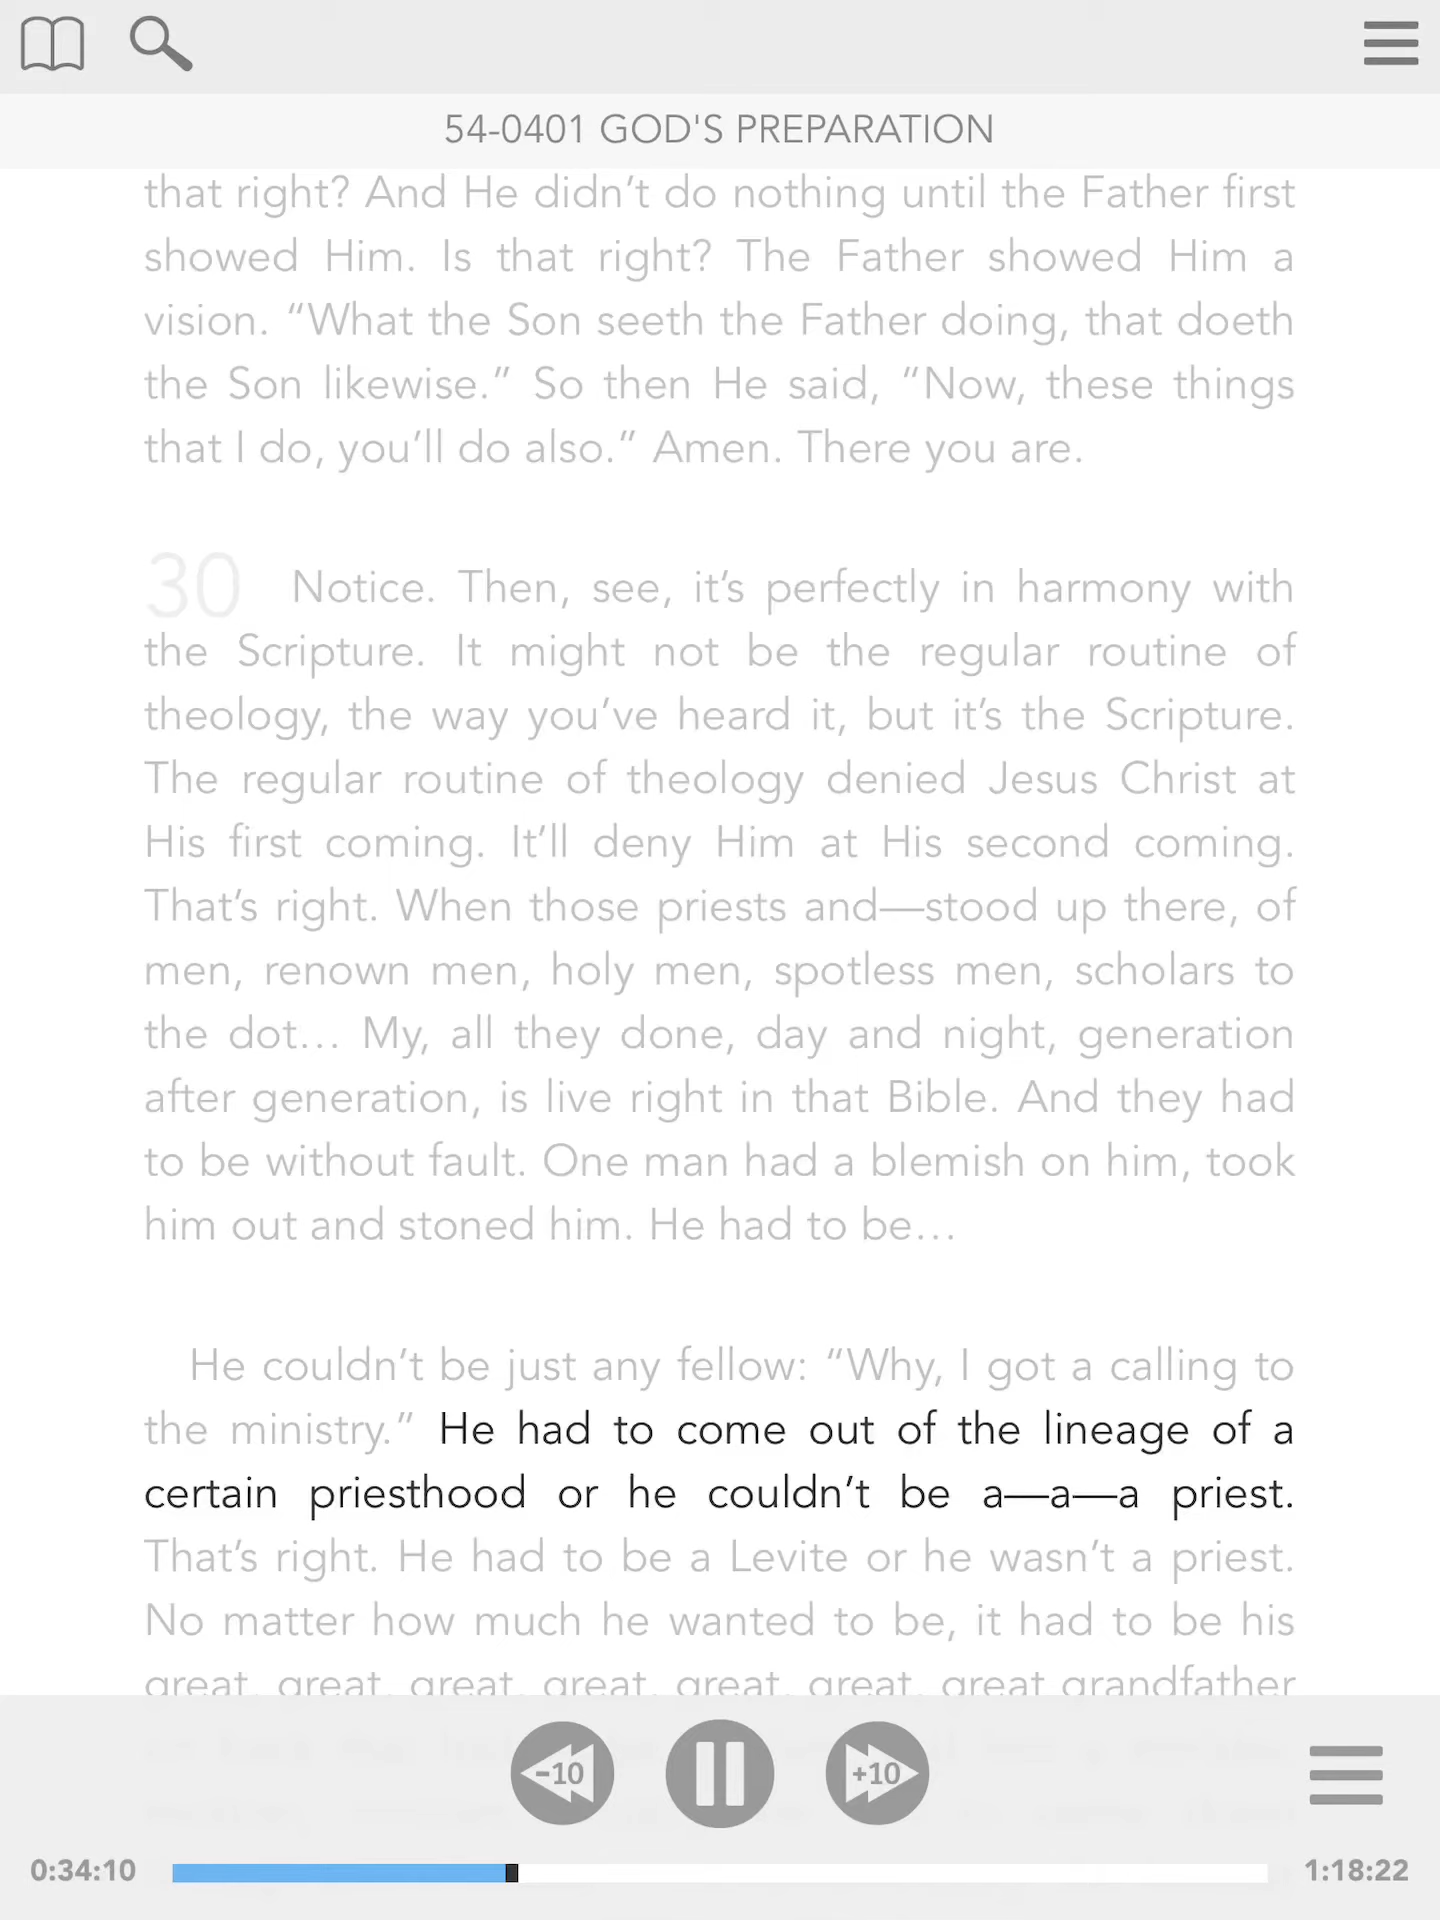 54-0401 GOD'S PREPARATION
that right? And He didn’t do nothing until the Father first
showed Him. Is that right? The Father showed Him a
vision. “What the Son seeth the Father doing, that doeth
the Son likewise.” So then He said, “Now, these things
that I do, you’ll do also.” Amen. There you are.
30 Notice. Then, see, it’s perfectly in harmony with
the Scripture. It might not be the regular routine of
theology, the way you’ve heard it, but it’s the Scripture.
The regular routine of theology denied Jesus Christ at
His first coming. It’ll deny Him at His second coming.
That’s right. When those priests and—stood up there, of
men, renown men, holy men, spotless men, scholars to
the dot… My, all they done, day and night, generation
after generation, is live right in that Bible. And they had
to be without fault. One man had a blemish on him, took
him out and stoned him. He had to be…
He couldn’t be just any fellow: “Why, I got a calling to
the ministry.” He had to come out of the lineage of a
certain priesthood or he couldn’t be a—a—a priest.
That’s right. He had to be a Levite or he wasn’t a priest.
No matter how much he wanted to be, it had to be his
great, great, great, great, great, great, great grandfather
-10 +10
0:34:10 1:18:22